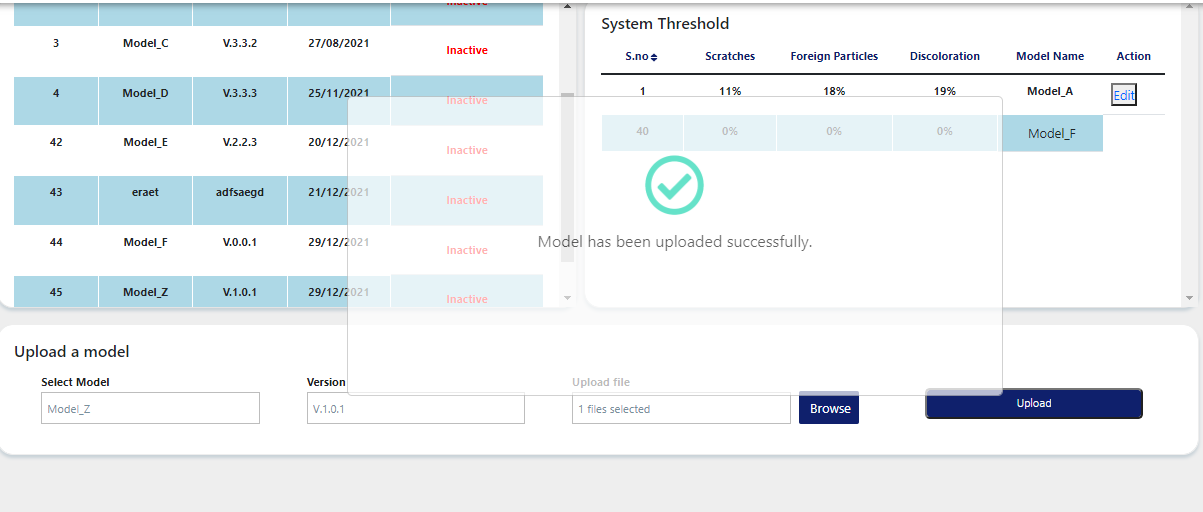 Inactive
3 Model_C V.3.3.2 27/08/2021 Inactive
4 Model_D V.3.3.3 25/11/2021 Inactive
42 Model_E V.2.2.3 20/12/2021 Inactive
43 eraet adfsaegd 21/12/2021 Inactive
44 Model_F V.0.0.1 29/12/2021 Inactive
45 Model_Z V.1.0.1 29/12/2021 Inactive
System Threshold
S.no Scratches Foreign Particles Discoloration Model Name Action
1 11% 18% 19% Model_A Edit
40 0% 0% 0% Model_F
Model has been uploaded successfully.
Upload a model
Select Model Version Upload file
Model_Z V.1.0.1 1 files selected Browse Upload